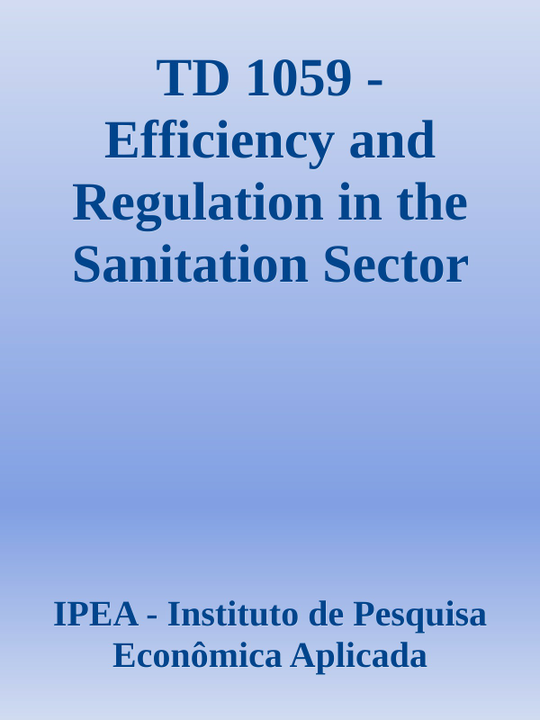 TD 1059 -
Efficiency and
Regulation in the
Sanitation Sector
IPEA - Instituto de Pesquisa
Econômica Aplicada